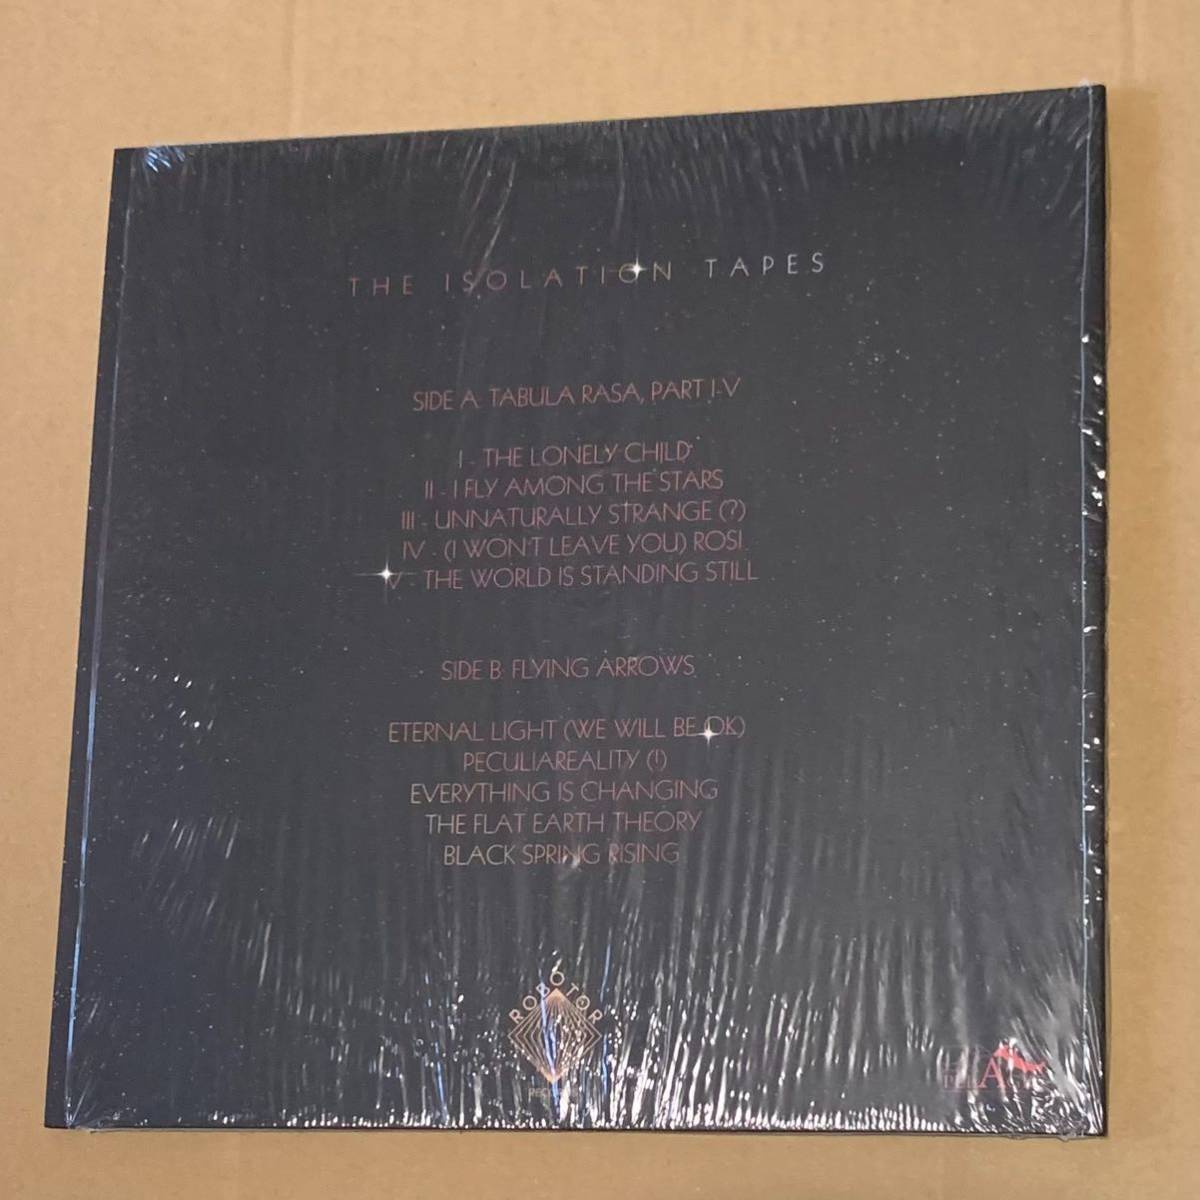 THE ISOLATION TAPES
SIDE A: TABULA RASA, PART I-V
I - THE LONELY CHILD
II - I FLY AMONG THE STARS
III - UNNATURALLY STRANGE (?)
IV - (I WON'T LEAVE YOU) ROSI
V - THE WORLD IS STANDING STILL
SIDE B: FLYING ARROWS
ETERNAL LIGHT (WE WILL BE OK)
PECULIAREALITY (!)
EVERYTHING IS CHANGING
THE FLAT EARTH THEORY
BLACK SPRING RISING
ROBOTOR